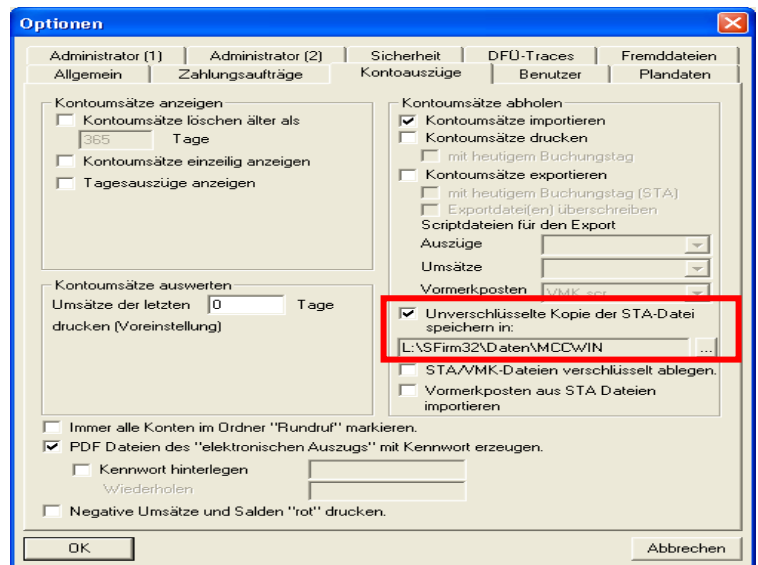 Optionen
Administrator (1) Administrator (2) Sicherheit DFÜ-Traces Fremddateien
Allgemein Zahlungsaufträge Kontoauszüge Benutzer Plandaten
Kontoumsätze anzeigen
Kontoumsätze löschen älter als
365 Tage
Kontoumsätze einzeilig anzeigen
Tagesauszüge anzeigen
Kontoumsätze auswerten
Umsätze der letzten 0 Tage
drucken (Voreinstellung)
Kontoumsätze abholen
Kontoumsätze importieren
Kontoumsätze drucken
mit heutigem Buchungstag
Kontoumsätze exportieren
mit heutigem Buchungstag (STA)
Exportdatei(en) überschreiben
Scriptdateien für den Export
Auszüge
Umsätze
Vormerkposten VMK.scr
Unverschlüsselte Kopie der STA-Datei
speichern in:
L:\SFirm32\Daten\MCCWIN ...
STA/VMK-Dateien verschlüsselt ablegen.
Vormerkposten aus STA Dateien
importieren
Immer alle Konten im Ordner "Rundruf" markieren.
PDF Dateien des "elektronischen Auszugs" mit Kennwort erzeugen.
Kennwort hinterlegen
Wiederholen
Negative Umsätze und Salden "rot" drucken.
OK Abbrechen